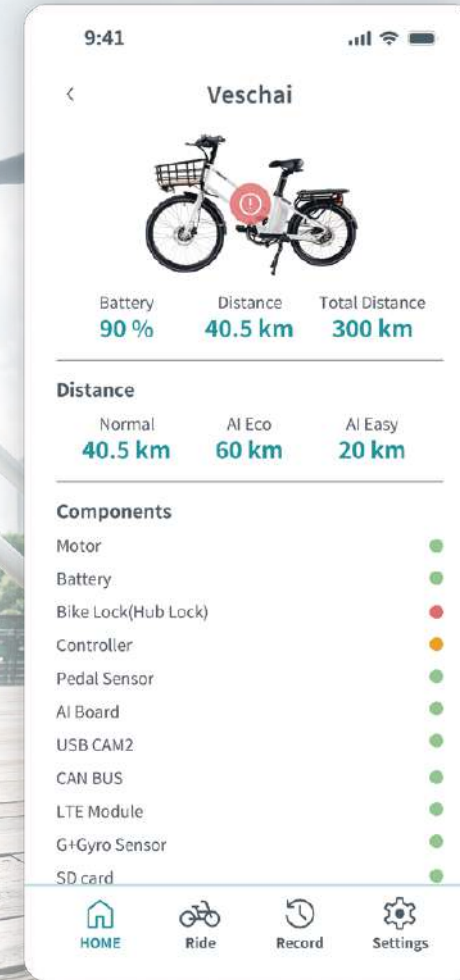 9:41
Veschai
Battery Distance Total Distance
90 % 40.5 km 300 km
Distance
Normal AI Eco AI Easy
40.5 km 60 km 20 km
Components
Motor
Battery
Bike Lock(Hub Lock)
Controller
Pedal Sensor
AI Board
USB CAM2
CAN BUS
LTE Module
G+Gyro Sensor
SD card
HOME Ride Record Settings